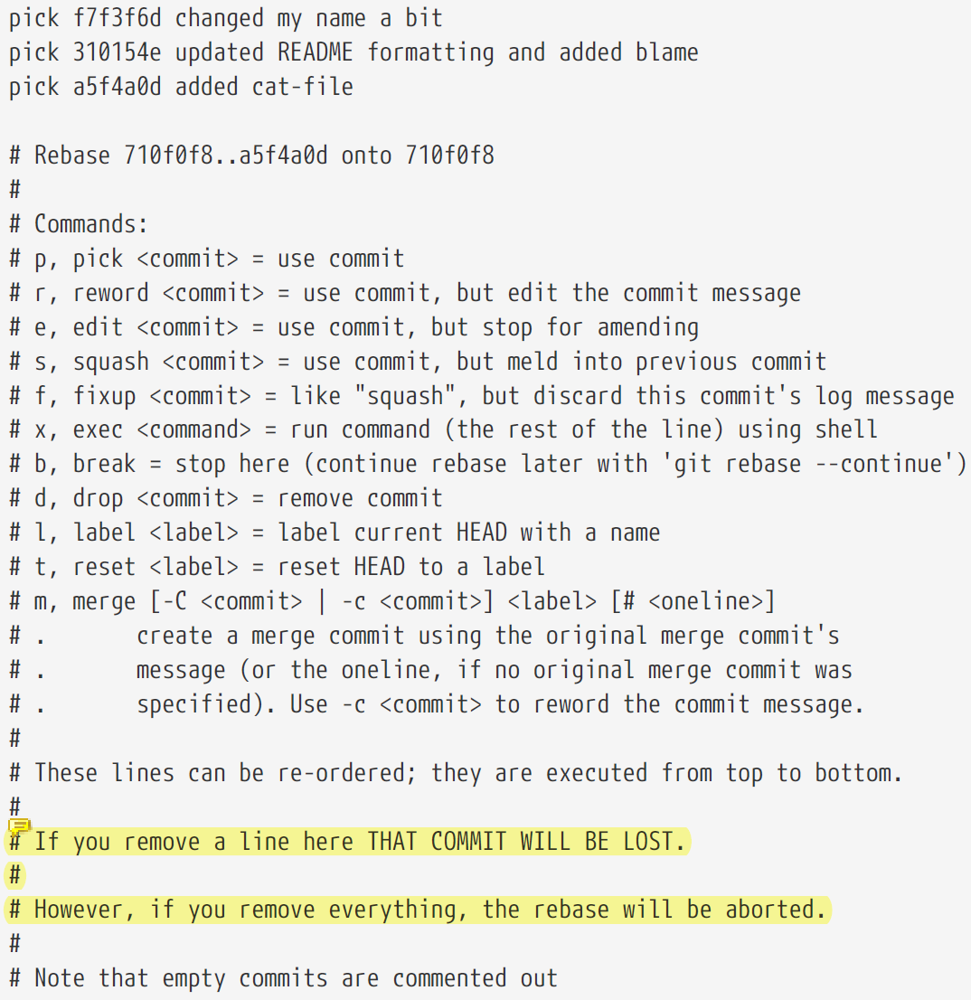 pick f7f3f6d changed my name a bit
pick 310154e updated README formatting and added blame
pick a5f4a0d added cat-file

# Rebase 710f0f8..a5f4a0d onto 710f0f8
#
# Commands:
# p, pick <commit> = use commit
# r, reword <commit> = use commit, but edit the commit message
# e, edit <commit> = use commit, but stop for amending
# s, squash <commit> = use commit, but meld into previous commit
# f, fixup <commit> = like "squash", but discard this commit's log message
# x, exec <command> = run command (the rest of the line) using shell
# b, break = stop here (continue rebase later with 'git rebase --continue')
# d, drop <commit> = remove commit
# l, label <label> = label current HEAD with a name
# t, reset <label> = reset HEAD to a label
# m, merge [-C <commit> | -c <commit>] <label> [# <oneline>]
# .       create a merge commit using the original merge commit's
# .       message (or the oneline, if no original merge commit was
# .       specified). Use -c <commit> to reword the commit message.
#
# These lines can be re-ordered; they are executed from top to bottom.
#
# If you remove a line here THAT COMMIT WILL BE LOST.
#
# However, if you remove everything, the rebase will be aborted.
#
# Note that empty commits are commented out